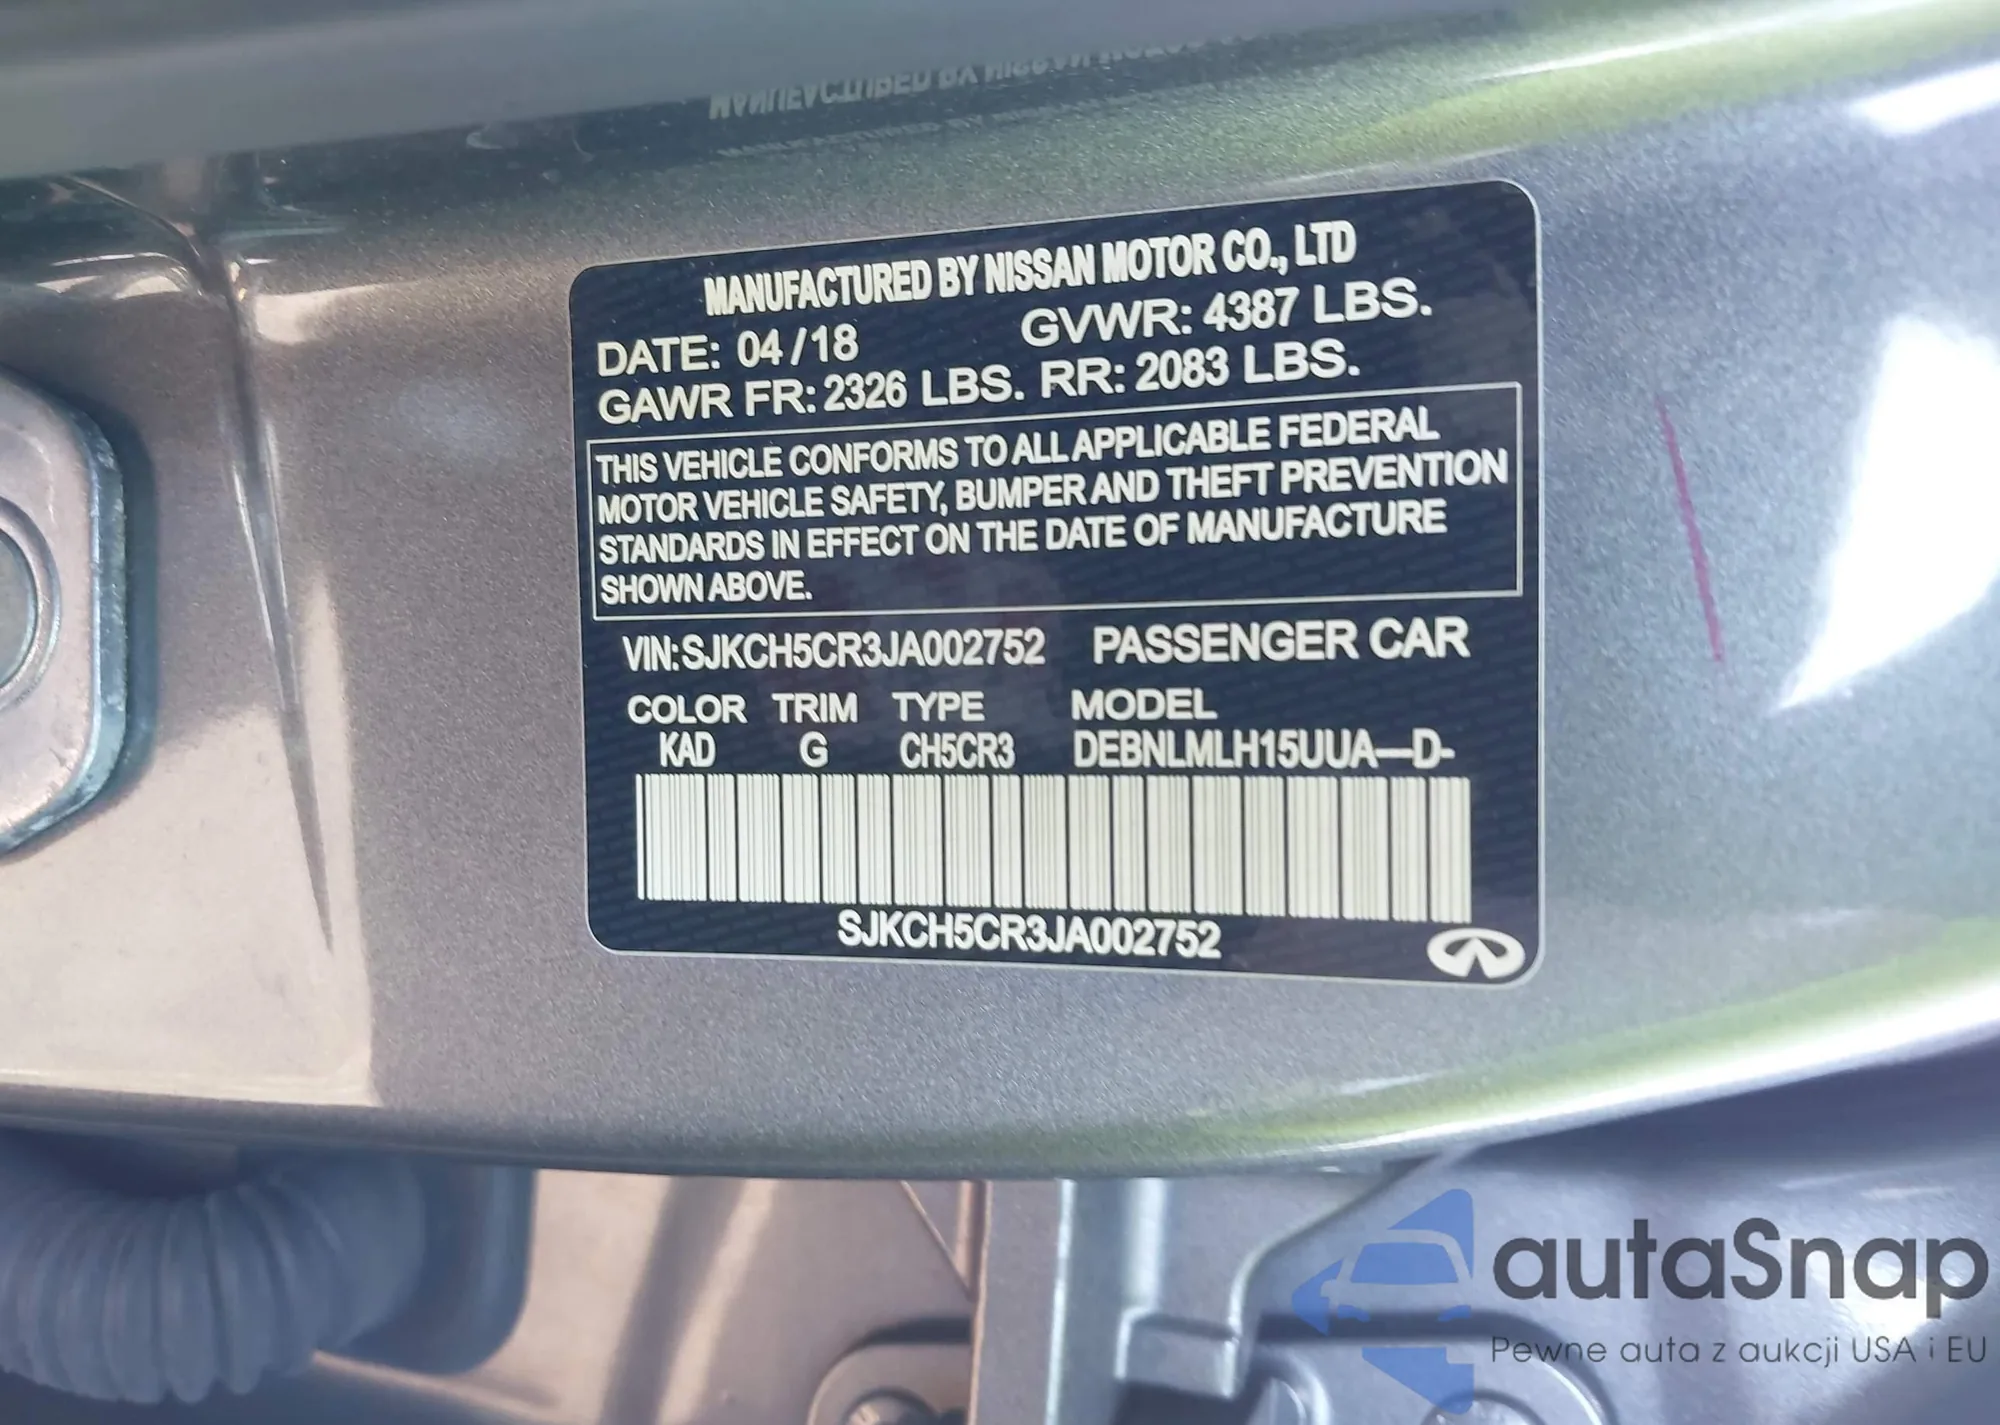 MANUFACTURED BY NISSAN MOTOR CO., LTD
DATE: 04/18 GVWR: 4387 LBS.
GAWR FR: 2326 LBS. RR: 2083 LBS.
THIS VEHICLE CONFORMS TO ALL APPLICABLE FEDERAL
MOTOR VEHICLE SAFETY, BUMPER AND THEFT PREVENTION
STANDARDS IN EFFECT ON THE DATE OF MANUFACTURE
SHOWN ABOVE.
VIN: SJKCH5CR3JA002752 PASSENGER CAR
COLOR TRIM TYPE MODEL
KAD G CH5CR3 DEBNLMLH15UUA—D-
SJKCH5CR3JA002752
autaSnap
Pewne auta z aukcji USA i EU